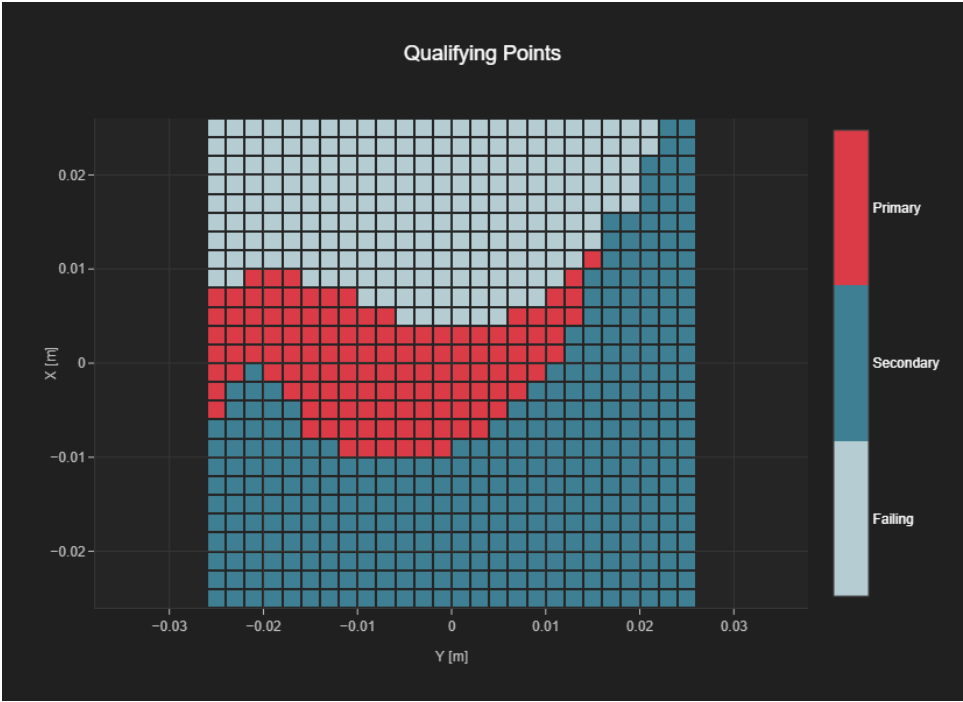 Qualifying Points
0.02
0.01
0
−0.01
−0.02
X [m]
−0.03
−0.02
−0.01
0
0.01
0.02
0.03
Y [m]
Primary
Secondary
Failing